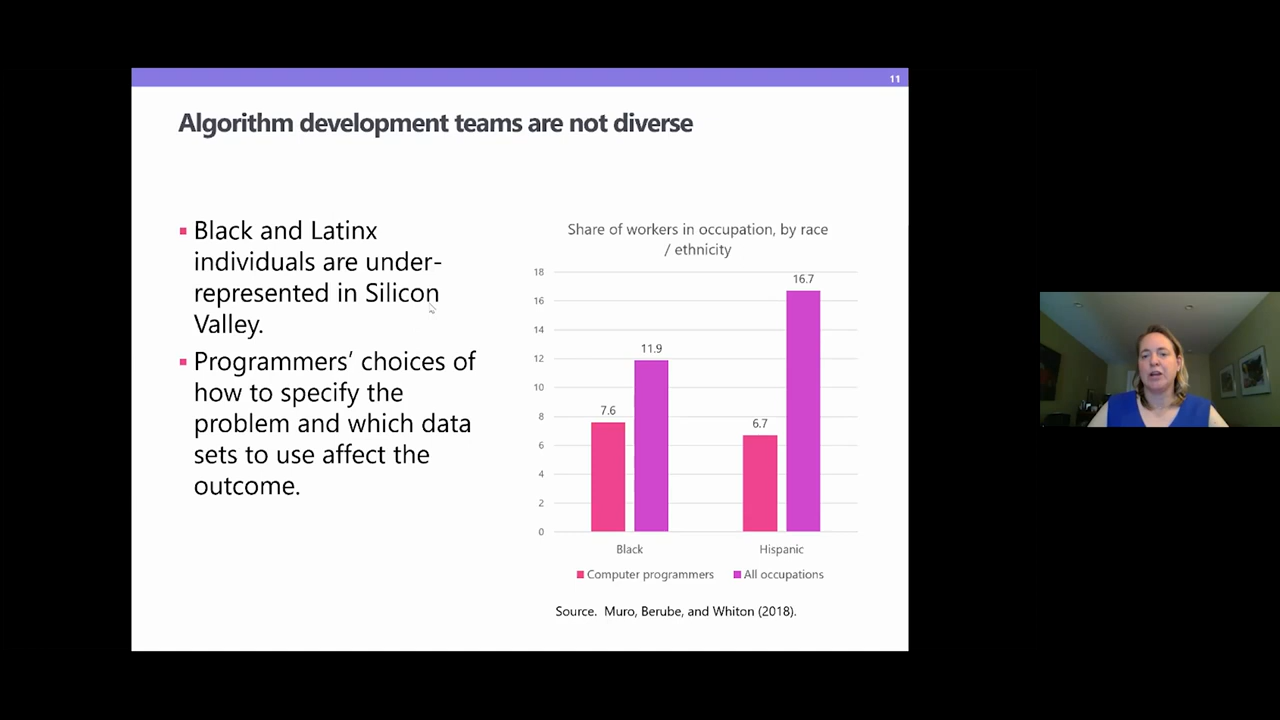 11
Algorithm development teams are not diverse
▪ Black and Latinx
individuals are under-
represented in Silicon
Valley.
▪ Programmers’ choices of
how to specify the
problem and which data
sets to use affect the
outcome.
Share of workers in occupation, by race
/ ethnicity
18
16
14
12
10
8
6
4
2
0
7.6
11.9
6.7
16.7
Black
Hispanic
Computer programmers
All occupations
Source. Muro, Berube, and Whiton (2018).